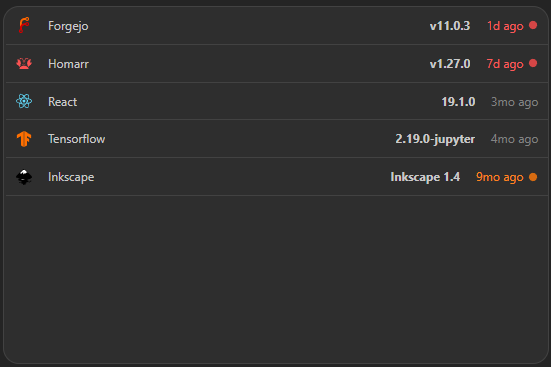 Forgejo v11.0.3 1d ago
Homarr v1.27.0 7d ago
React 19.1.0 3mo ago
Tensorflow 2.19.0-jupyter 4mo ago
Inkscape Inkscape 1.4 9mo ago